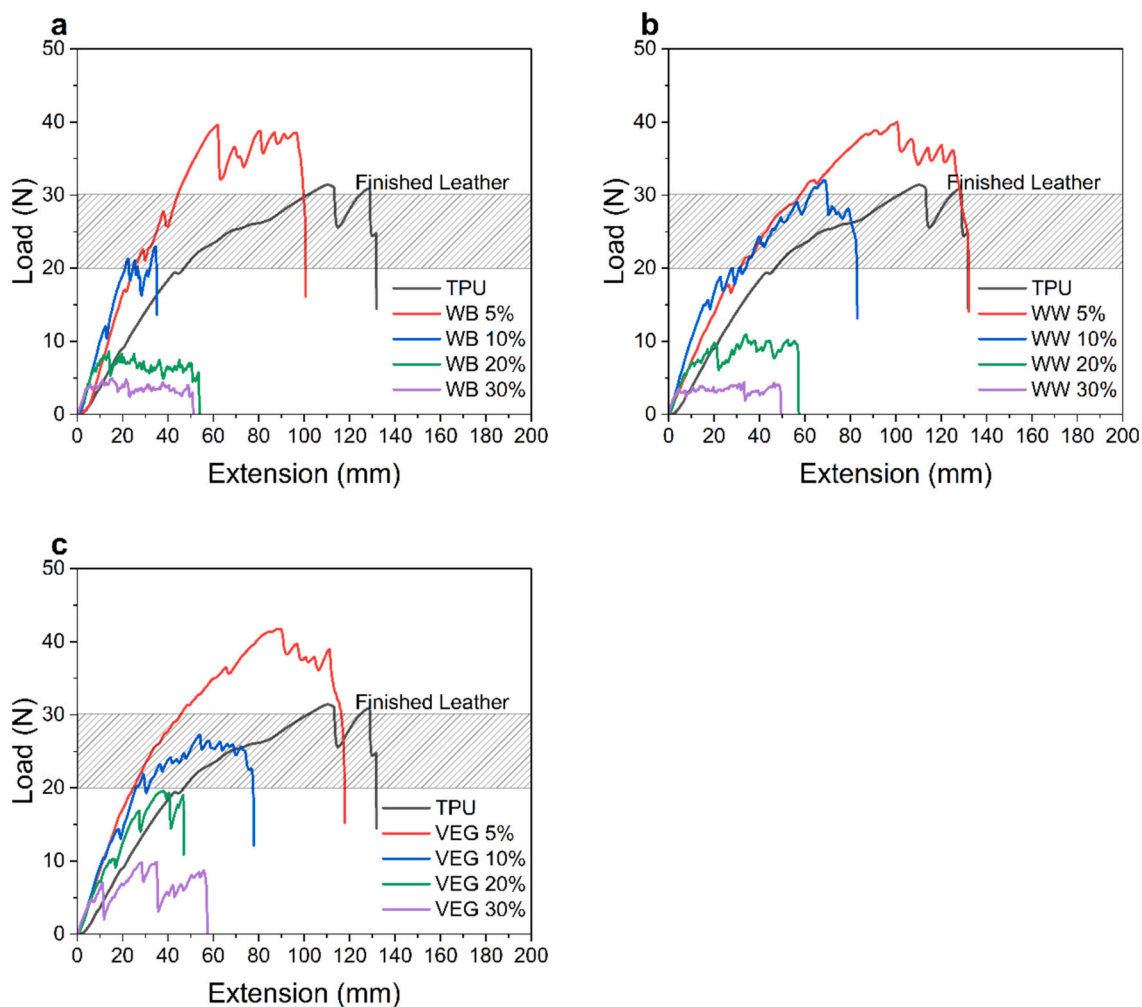 a
50
40
30
20
10
0
Load (N)
Finished Leather
TPU
WB 5%
WB 10%
WB 20%
WB 30%
0 20 40 60 80 100 120 140 160 180 200
Extension (mm)
b
50
40
30
20
10
0
Load (N)
Finished Leather
TPU
WW 5%
WW 10%
WW 20%
WW 30%
0 20 40 60 80 100 120 140 160 180 200
Extension (mm)
c
50
40
30
20
10
0
Load (N)
Finished Leather
TPU
VEG 5%
VEG 10%
VEG 20%
VEG 30%
0 20 40 60 80 100 120 140 160 180 200
Extension (mm)